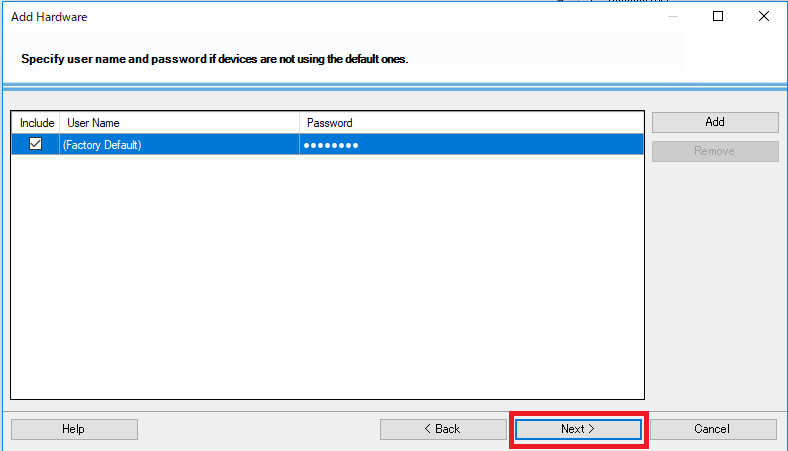 Add Hardware
Specify user name and password if devices are not using the default ones.
Include User Name Password
(Factory Default) ●●●●●●●●
Add
Remove
Help < Back Next > Cancel